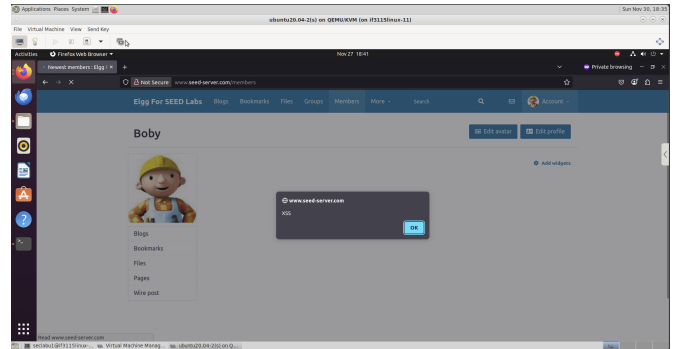 Applications Places System
Sun Nov 30, 18:35
ubuntu20.04-2(s) on QEMU/KVM (on lf3115linux-11)
File Virtual Machine View Send Key
Activities Firefox Web Browser
Nov 27 18:41
Newest members : Elgg
Private browsing
Not Secure www.seed-server.com/members
Elgg For SEED Labs Blogs Bookmarks Files Groups Members More Search Account
Boby
Edit avatar Edit profile
Add widgets
www.seed-server.com
XSS
OK
Blogs
Bookmarks
Files
Pages
Wire post
Read www.seed-server.com
seclabu1@lf3115linux-... Virtual Machine Manag... ubuntu20.04-2(s) on Q...